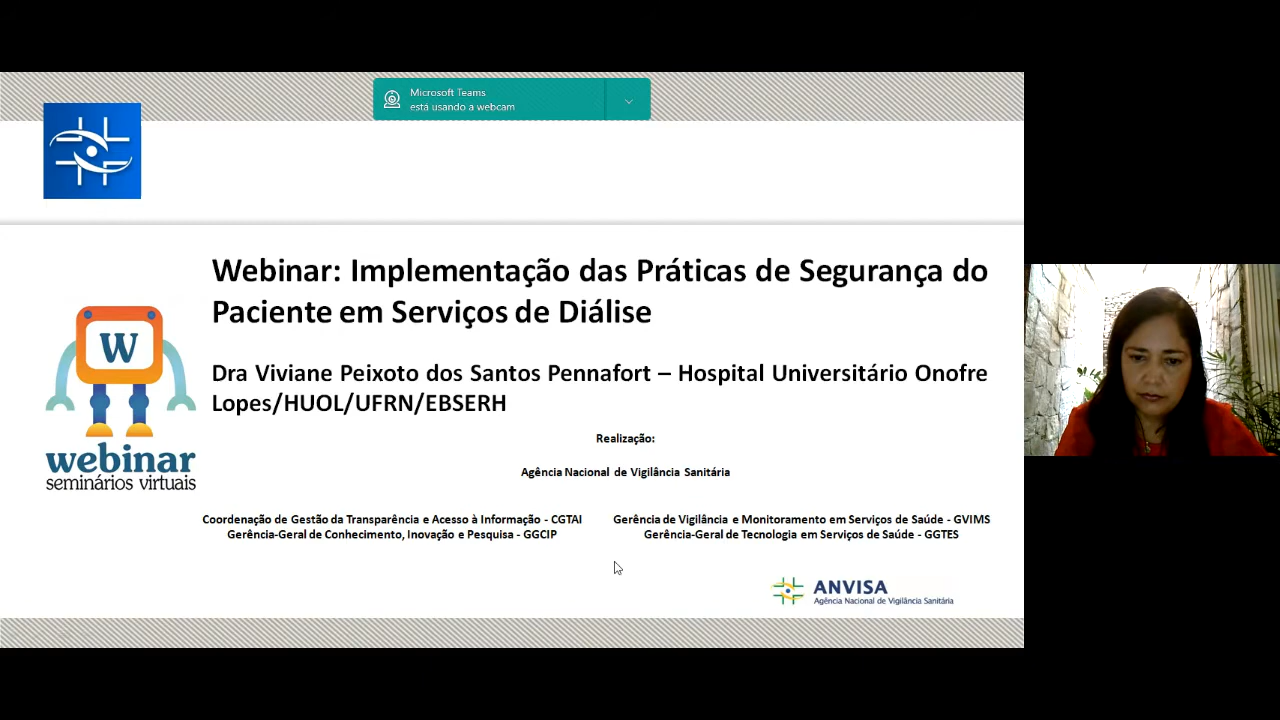 Microsoft Teams
está usando a webcam
Webinar: Implementação das Práticas de Segurança do
Paciente em Serviços de Diálise
W
Dra Viviane Peixoto dos Santos Pennafort – Hospital Universitário Onofre
Lopes/HUOL/UFRN/EBSERH
webinar
seminários virtuais
Realização:
Agência Nacional de Vigilância Sanitária
Coordenação de Gestão da Transparência e Acesso à Informação - CGTAI
Gerência-Geral de Conhecimento, Inovação e Pesquisa - GGCIP
Gerência de Vigilância e Monitoramento em Serviços de Saúde - GVIMS
Gerência-Geral de Tecnologia em Serviços de Saúde - GGTES
ANVISA
Agência Nacional de Vigilância Sanitária